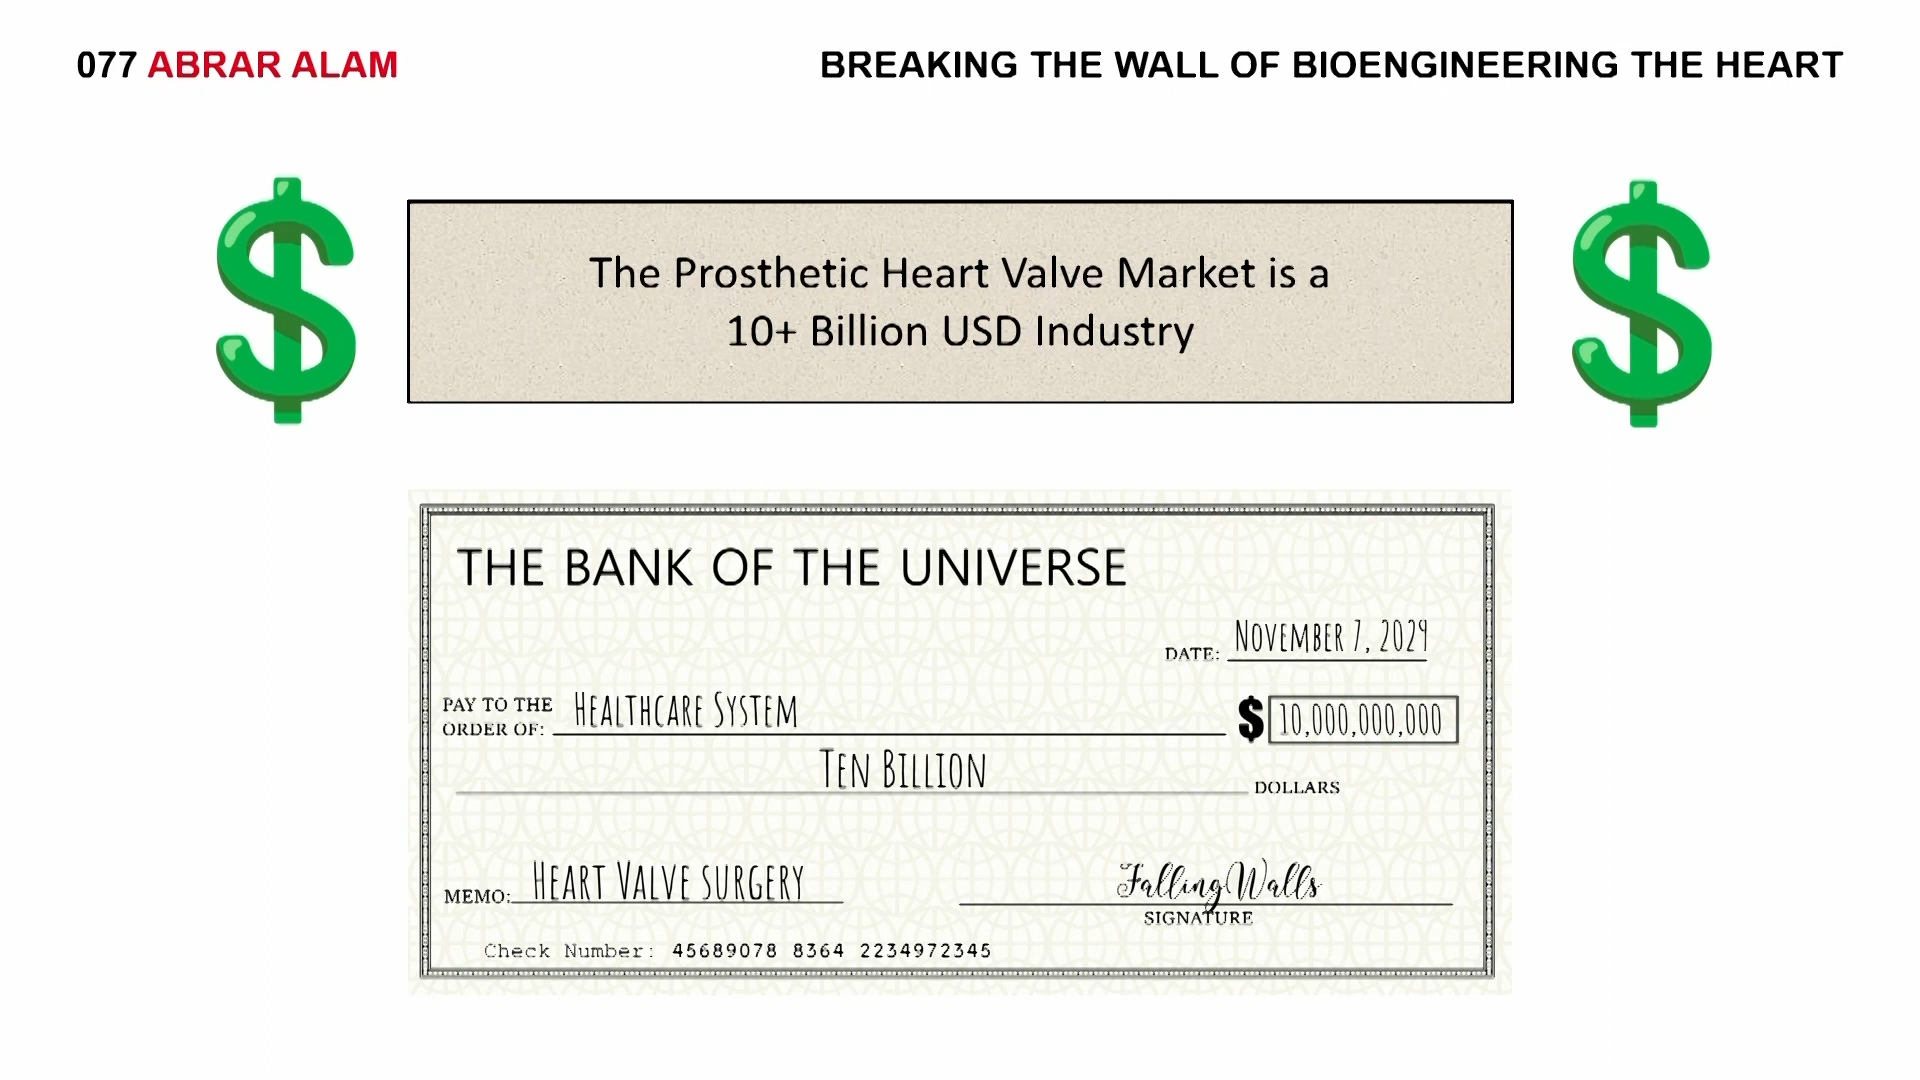 077 ABRAR ALAM
BREAKING THE WALL OF BIOENGINEERING THE HEART
The Prosthetic Heart Valve Market is a
10+ Billion USD Industry
THE BANK OF THE UNIVERSE
DATE: NOVEMBER 7, 2024
PAY TO THE
ORDER OF: HEALTHCARE SYSTEM
$ 10,000,000,000
TEN BILLION DOLLARS
MEMO: HEART VALVE SURGERY
Falling Walls
SIGNATURE
Check Number: 45689078 8364 2234972345